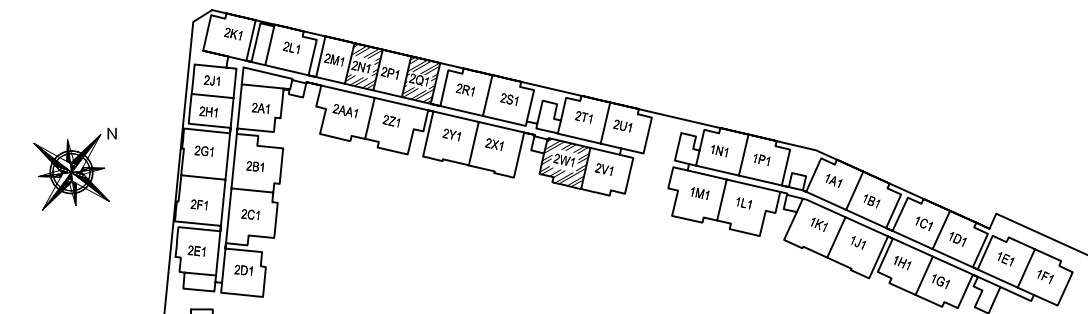 N
2K1
2L1
2M1
2N1
2P1
2Q1
2R1
2S1
2T1
2U1
2J1
2H1
2A1
2AA1
2Z1
2Y1
2X1
2W1
2V1
2G1
2B1
2F1
2C1
2E1
2D1
1N1
1P1
1M1
1L1
1A1
1B1
1C1
1D1
1E1
1F1
1K1
1J1
1H1
1G1